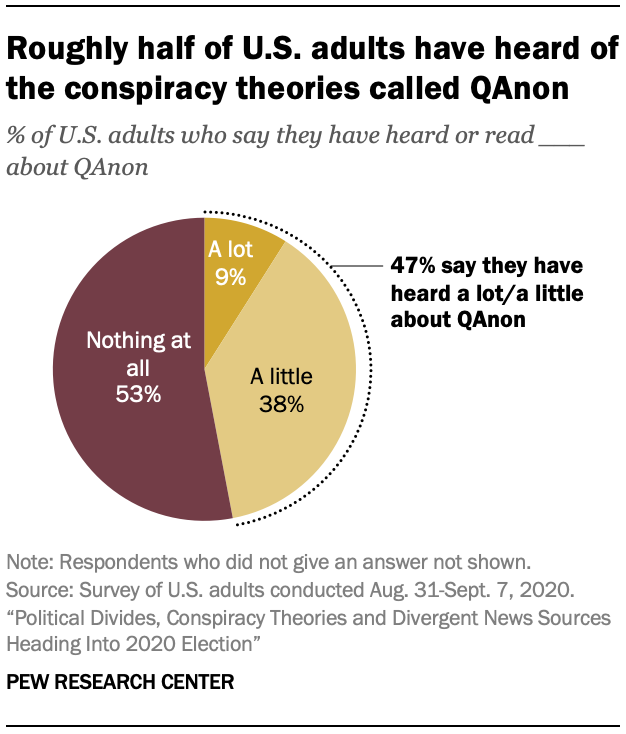 Roughly half of U.S. adults have heard of
the conspiracy theories called QAnon
% of U.S. adults who say they have heard or read ___
about QAnon
A lot
9%
47% say they have
heard a lot/a little
about QAnon
Nothing at
all
53%
A little
38%
Note: Respondents who did not give an answer not shown.
Source: Survey of U.S. adults conducted Aug. 31-Sept. 7, 2020.
“Political Divides, Conspiracy Theories and Divergent News Sources
Heading Into 2020 Election”
PEW RESEARCH CENTER